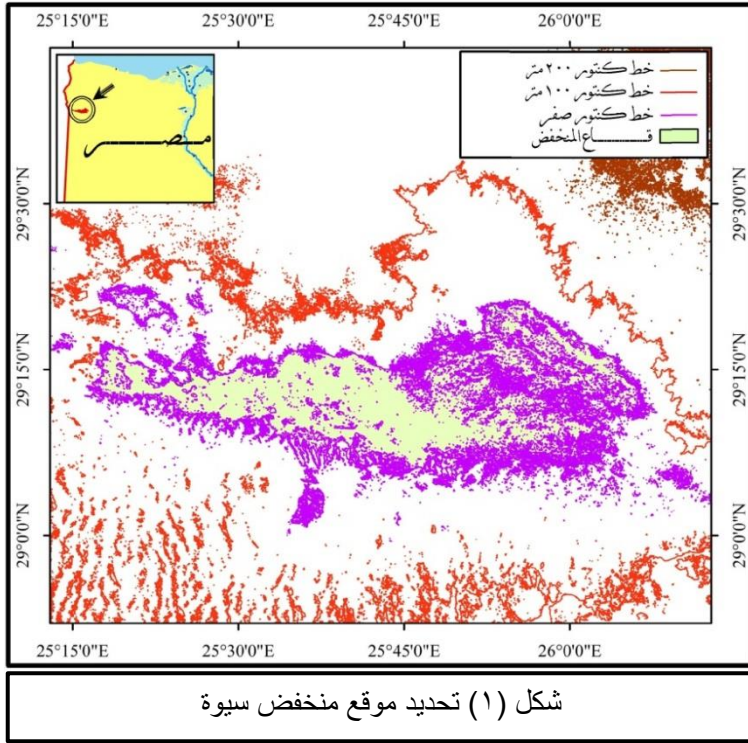 25°15'0"E 25°30'0"E 25°45'0"E 26°0'0"E
خط كنتور ٢٠٠ متر
خط كنتور ١٠٠ متر
خط كنتور صفر
قاع المنخفض
مصر
29°30'0"N 29°30'0"N
29°15'0"N 29°15'0"N
29°0'0"N 29°0'0"N
25°15'0"E 25°30'0"E 25°45'0"E 26°0'0"E
شكل (١) تحديد موقع منخفض سيوة